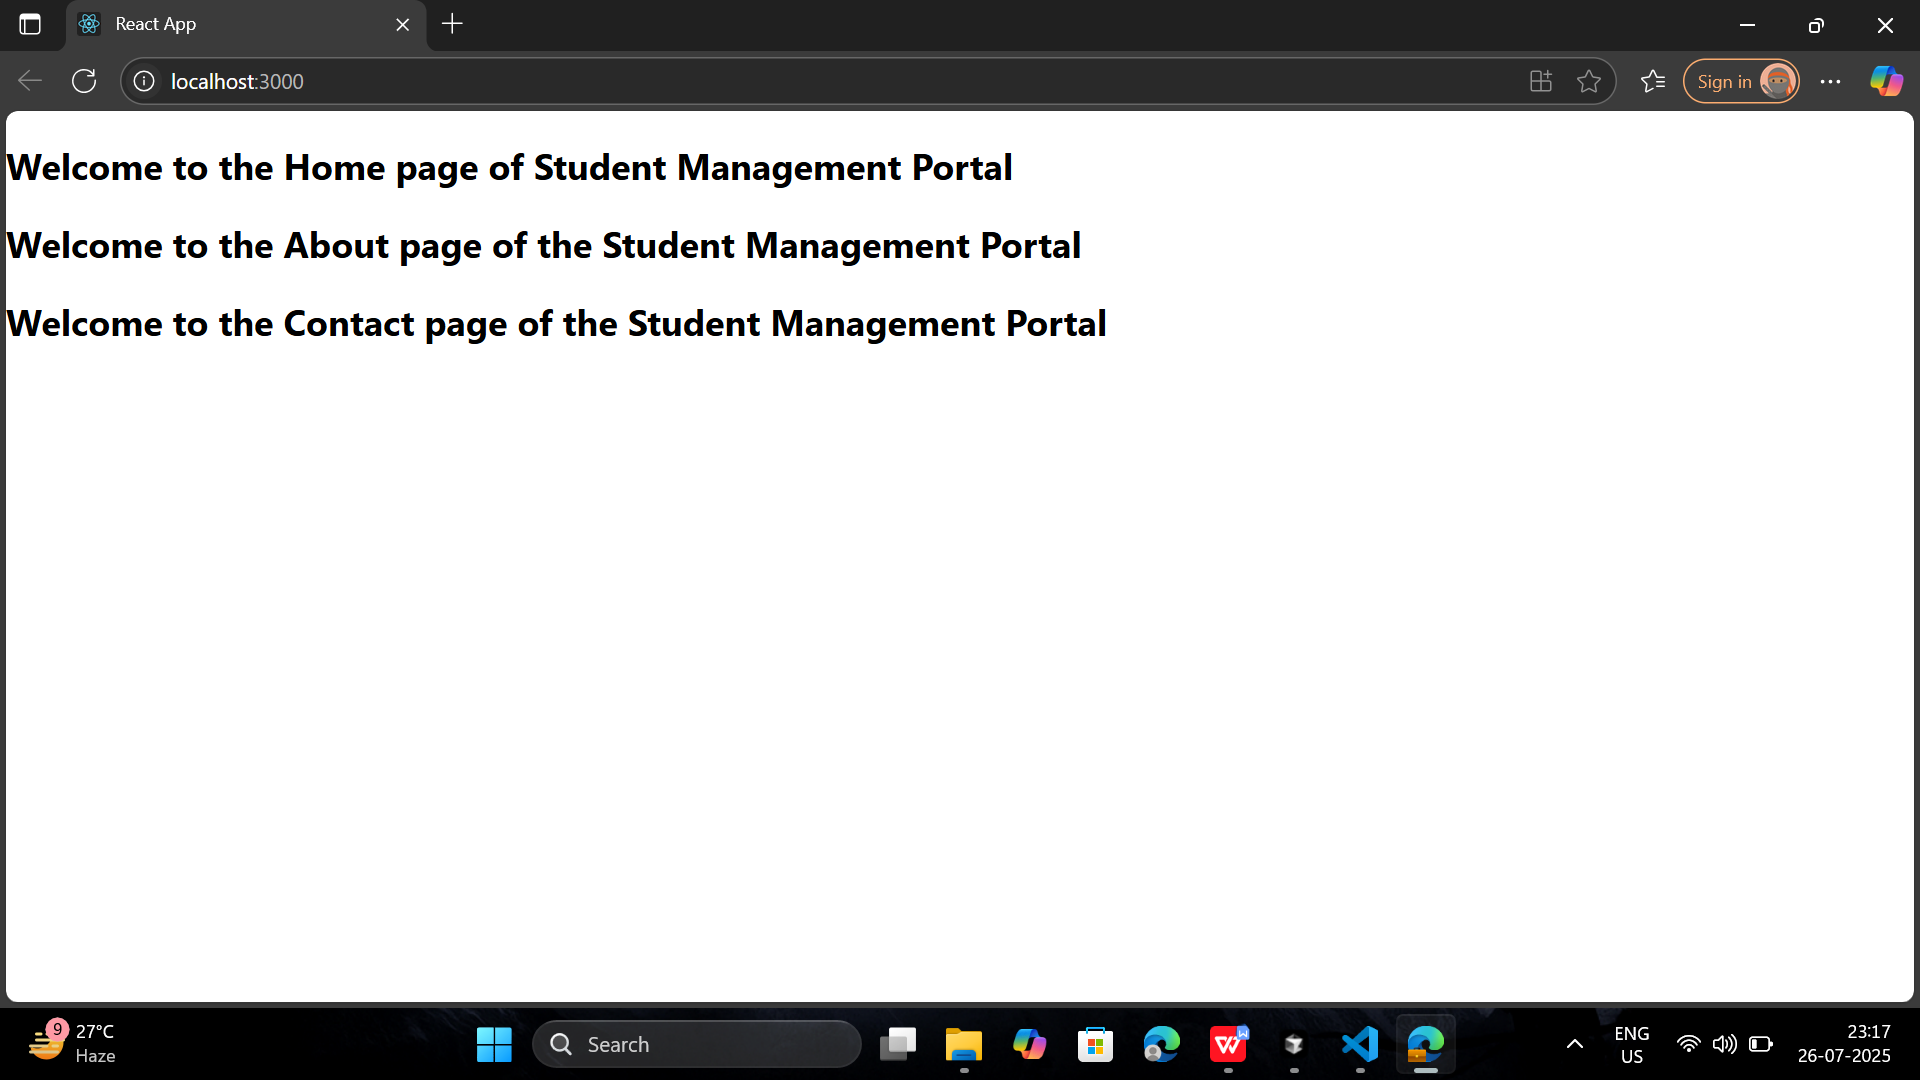 React App
localhost:3000
Sign in
Welcome to the Home page of Student Management Portal
Welcome to the About page of the Student Management Portal
Welcome to the Contact page of the Student Management Portal
9
27°C
Haze
Search
W
ENG
US
23:17
26-07-2025